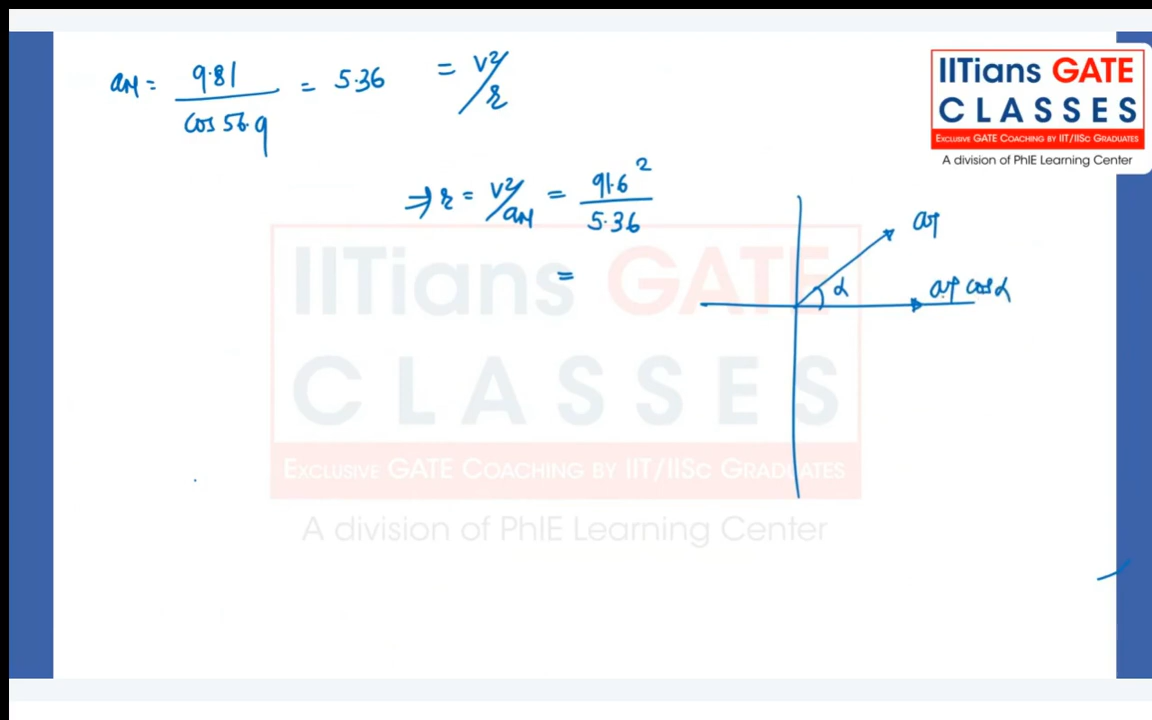 aN = 9.81 / cos 56.9 = 5.36 = v²/r
⇒ r = v²/aN = 91.6² / 5.36
=
aT
α
aT cos α
IITians GATE
CLASSES
EXCLUSIVE GATE COACHING BY IIT/IISc GRADUATES
A division of PhIE Learning Center
IITians GATE
CLASSES
EXCLUSIVE GATE COACHING BY IIT/IISc GRADUATES
A division of PhIE Learning Center